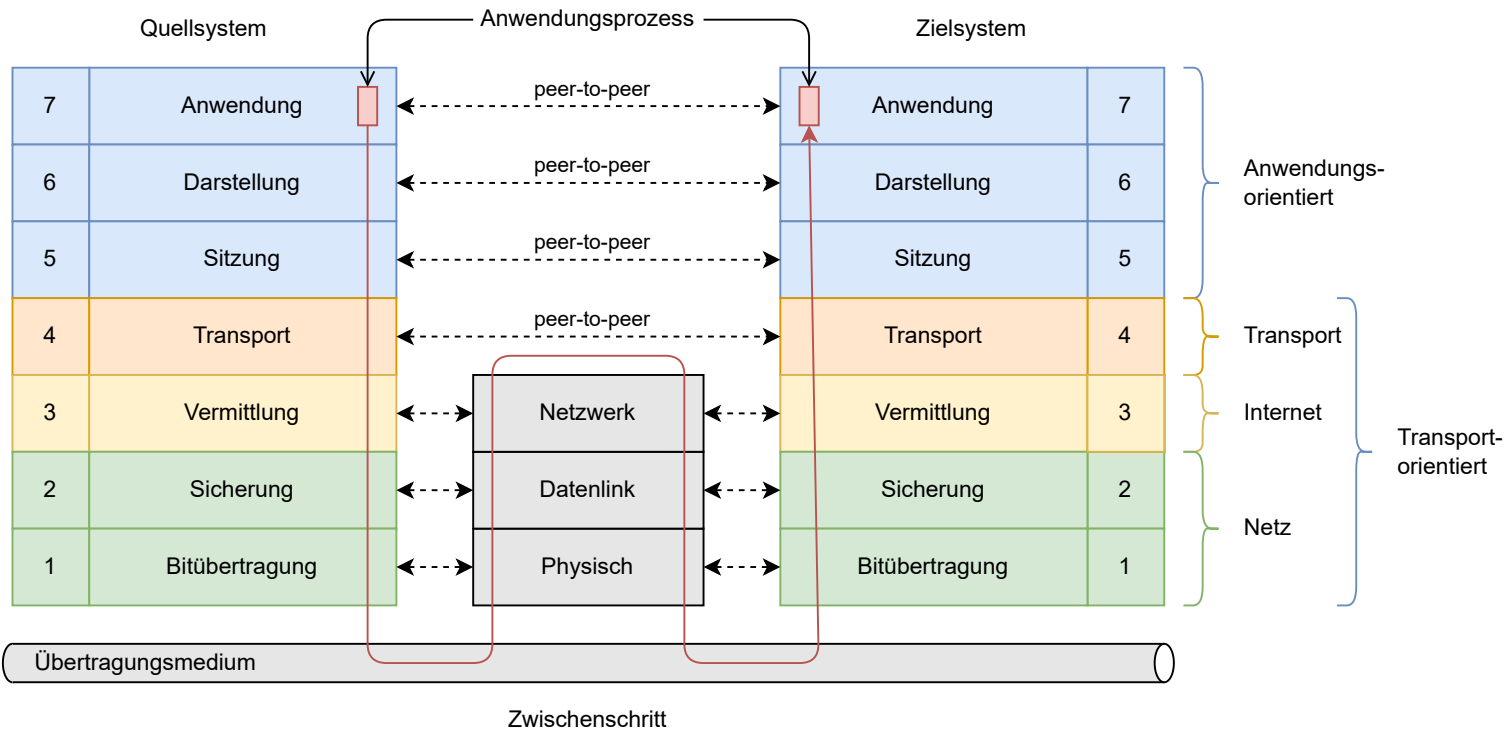 Anwendungsprozess
Quellsystem
Zielsystem
7 Anwendung peer-to-peer Anwendung 7
6 Darstellung peer-to-peer Darstellung 6
Anwendungs-
orientiert
5 Sitzung peer-to-peer Sitzung 5
4 Transport peer-to-peer Transport 4 Transport
3 Vermittlung Netzwerk Vermittlung 3 Internet
Transport-
orientiert
2 Sicherung Datenlink Sicherung 2
Netz
1 Bitübertragung Physisch Bitübertragung 1
Übertragungsmedium
Zwischenschritt